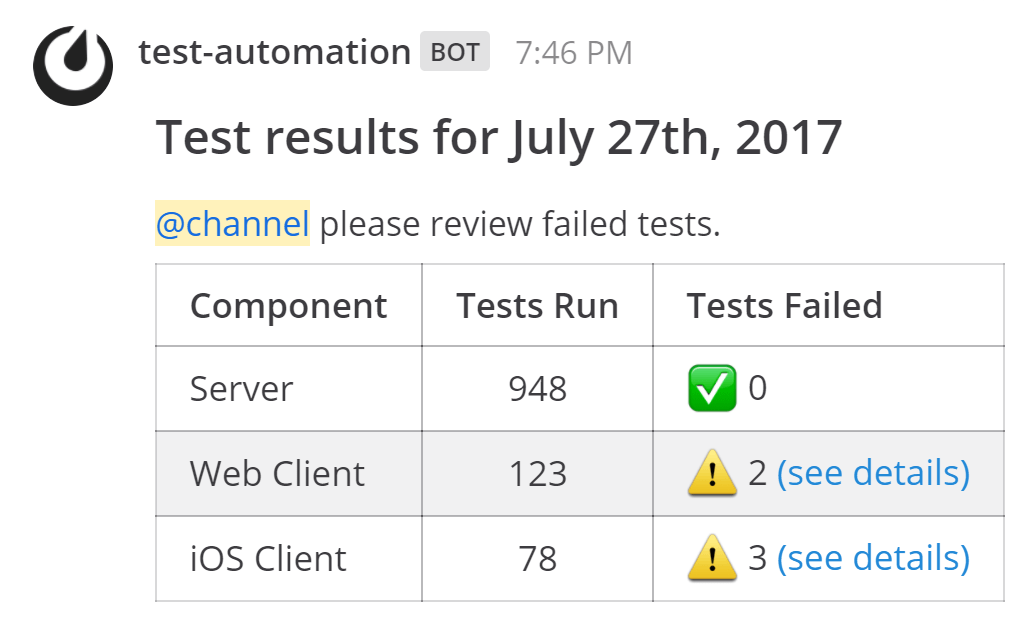 test-automation BOT 7:46 PM
Test results for July 27th, 2017
@channel please review failed tests.
Component Tests Run Tests Failed
Server 948 ✅ 0
Web Client 123 ⚠️ 2 (see details)
iOS Client 78 ⚠️ 3 (see details)